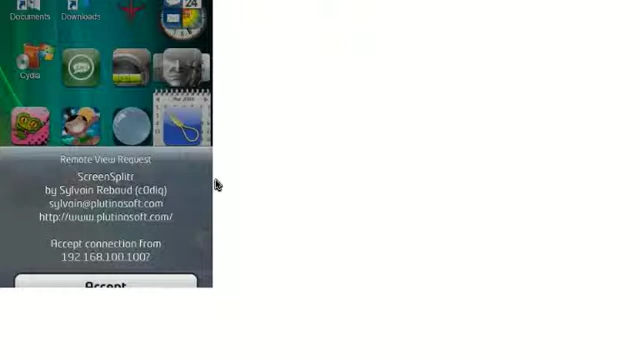 Documents Downloads
24
Cydia
Remote View Request
ScreenSplitr
by Sylvain Rebaud (c0diq)
sylvain@plutinosoft.com
http://www.plutinosoft.com/
Accept connection from
192.168.100.100?
Accept